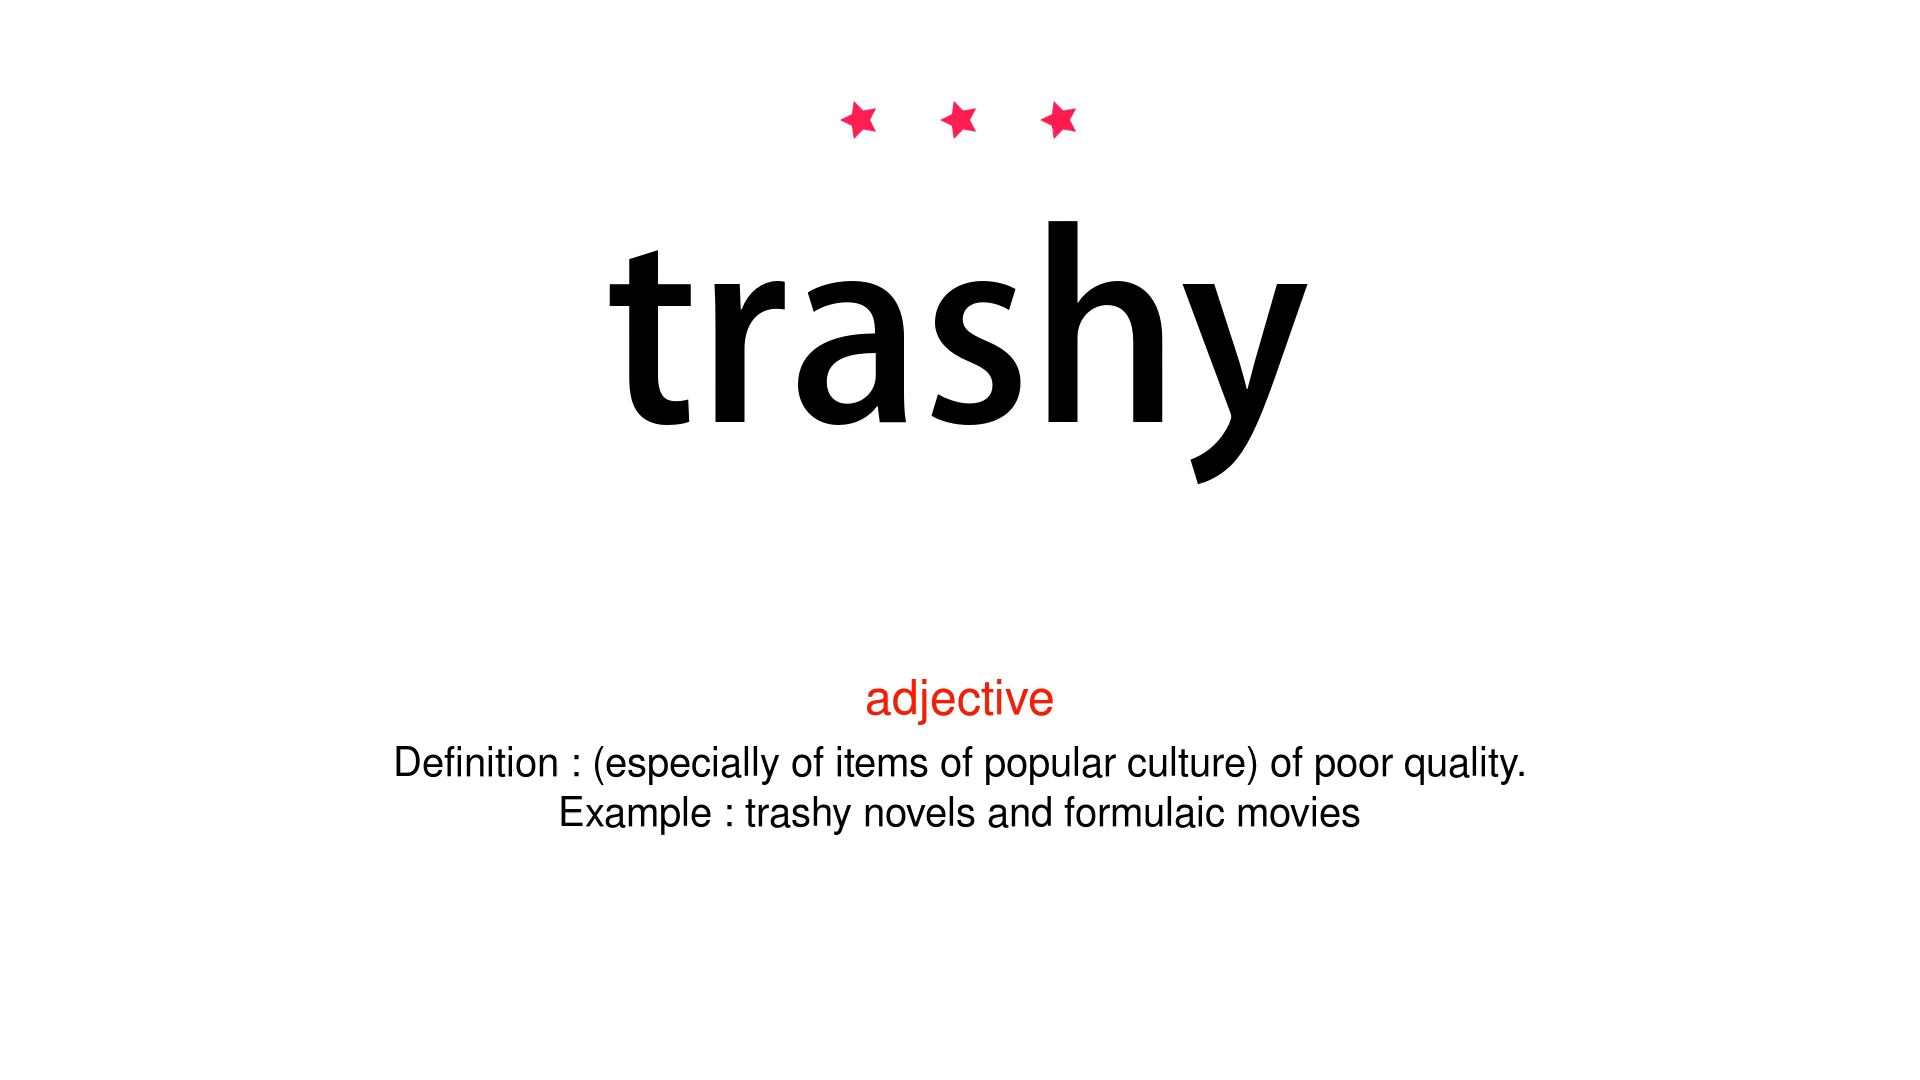 trashy
adjective
Definition : (especially of items of popular culture) of poor quality.
Example : trashy novels and formulaic movies